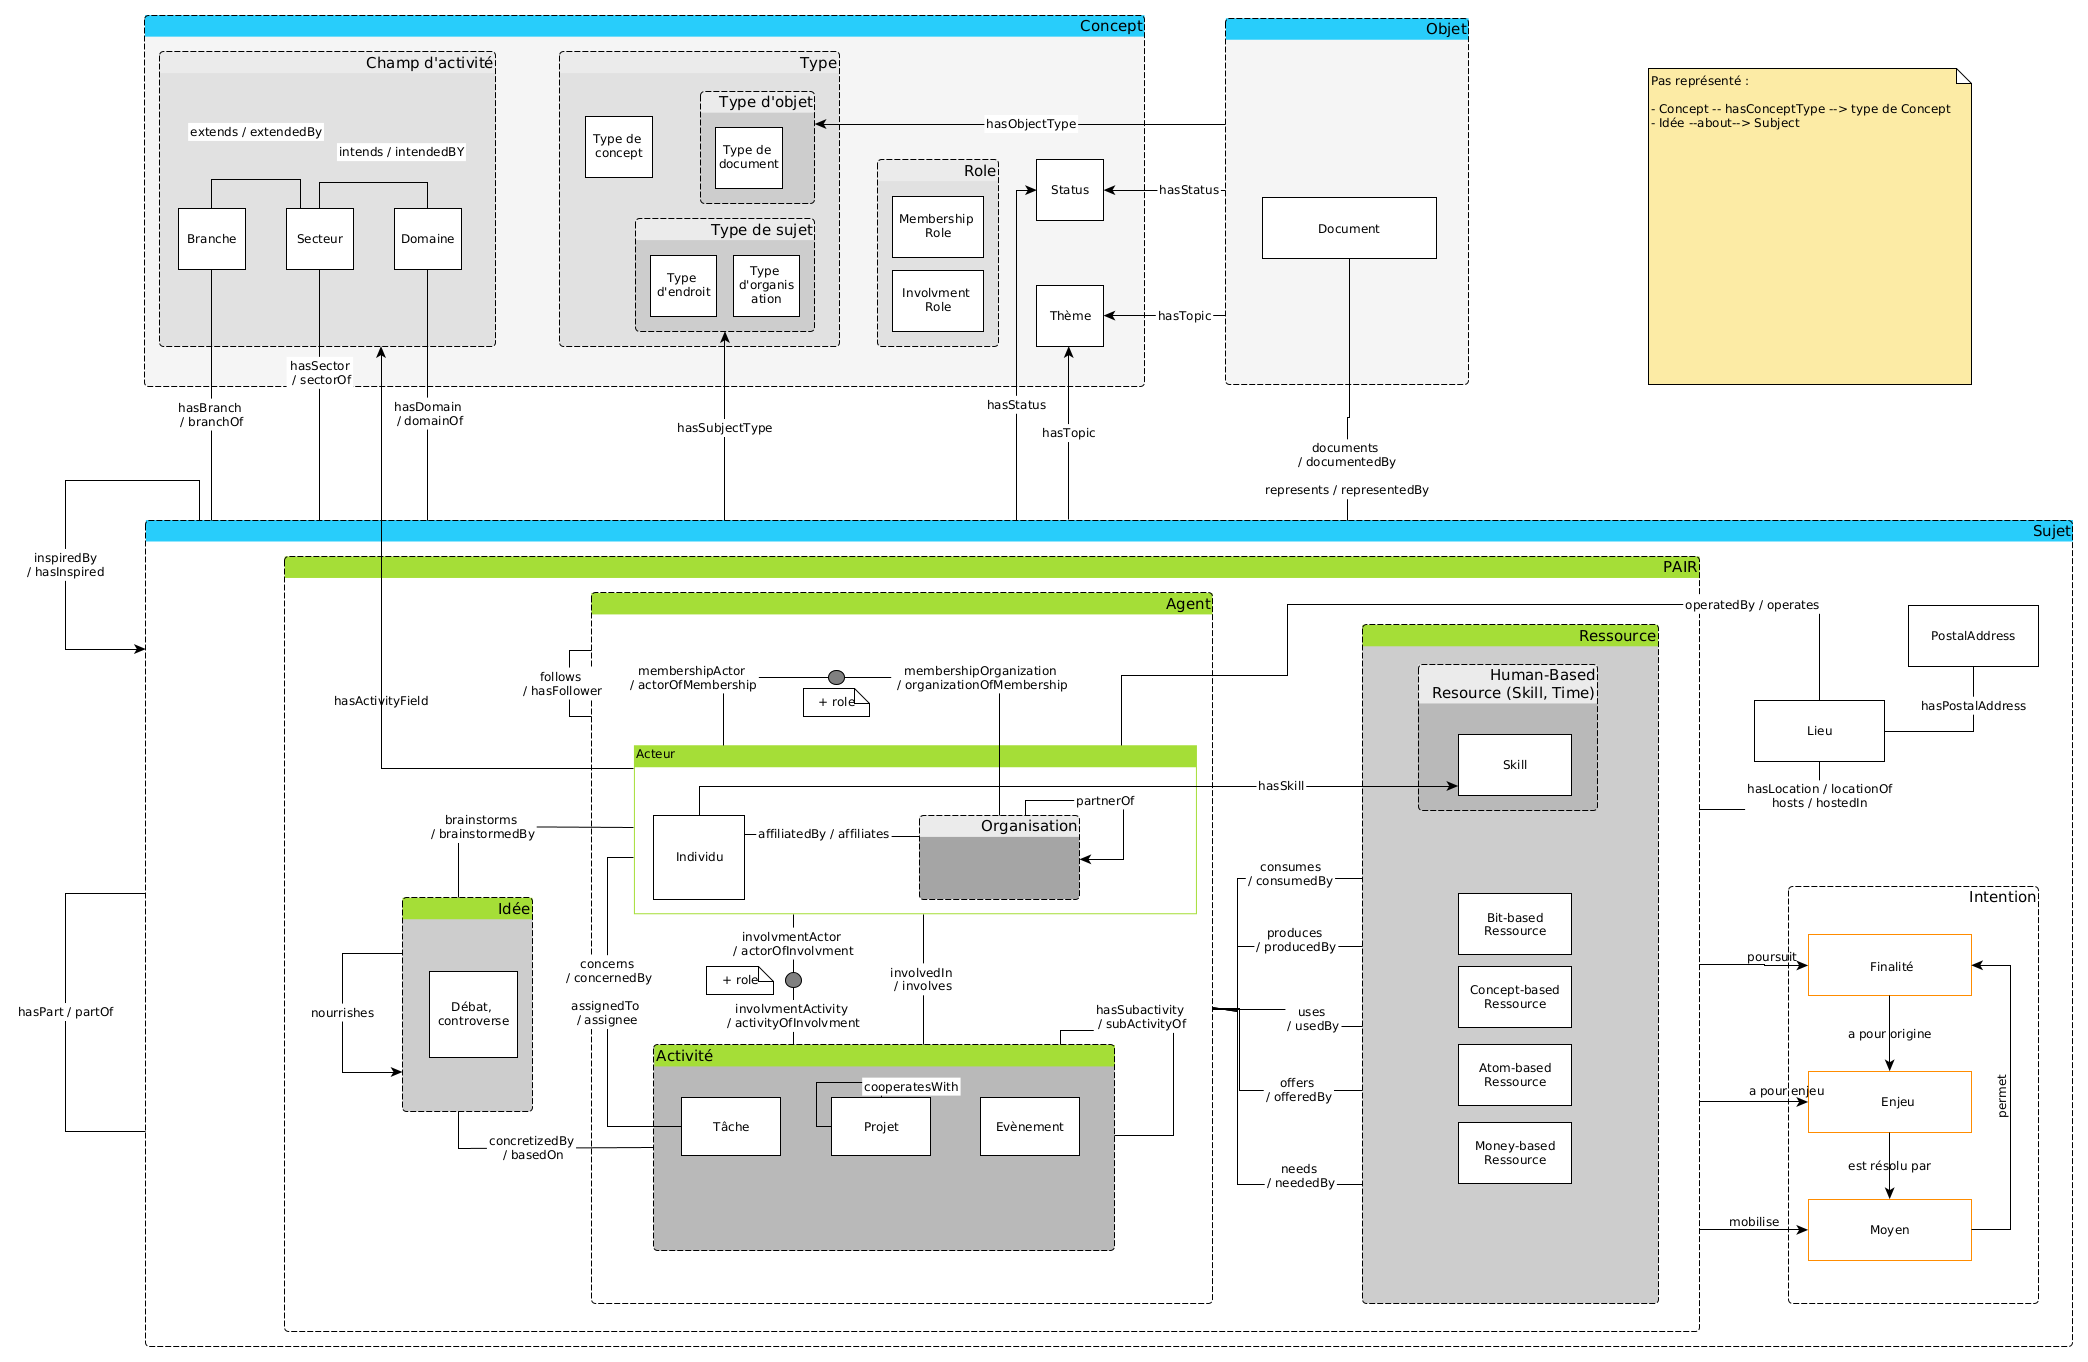 Concept
Objet
Champ d'activité
Type
Type d'objet
Pas représenté :
- Concept -- hasConceptType --> type de Concept
- Idée --about--> Subject
extends / extendedBy
intends / intendedBY
Type de
concept
Type de
document
hasObjectType
Role
Status
hasStatus
Membership
Role
Document
Branche
Secteur
Domaine
Type de sujet
Type
d'endroit
Type
d'organis
ation
Involvment
Role
Thème
hasTopic
hasSector
/ sectorOf
hasBranch
/ branchOf
hasDomain
/ domainOf
hasSubjectType
hasStatus
hasTopic
documents
/ documentedBy
represents / representedBy
Sujet
inspiredBy
/ hasInspired
PAIR
Agent
operatedBy / operates
Ressource
PostalAddress
follows
/ hasFollower
membershipActor
/ actorOfMembership
membershipOrganization
/ organizationOfMembership
+ role
Human-Based
Resource (Skill, Time)
hasActivityField
hasPostalAddress
Lieu
Acteur
Skill
hasSkill
hasLocation / locationOf
hosts / hostedIn
partnerOf
brainstorms
/ brainstormedBy
affiliatedBy / affiliates
Organisation
Individu
consumes
/ consumedBy
Idée
Intention
Bit-based
Ressource
produces
/ producedBy
involvmentActor
/ actorOfInvolvment
poursuit
Finalité
concerns
/ concernedBy
+ role
involvedIn
/ involves
Concept-based
Ressource
Débat,
controverse
nourrishes
hasPart / partOf
assignedTo
/ assignee
involvmentActivity
/ activityOfInvolvment
hasSubactivity
/ subActivityOf
uses
/ usedBy
a pour origine
Activité
cooperatesWith
offers
/ offeredBy
Atom-based
Ressource
a pour enjeu
Enjeu
permet
Tâche
Projet
Evènement
concretizedBy
/ basedOn
Money-based
Ressource
needs
/ neededBy
est résolu par
mobilise
Moyen